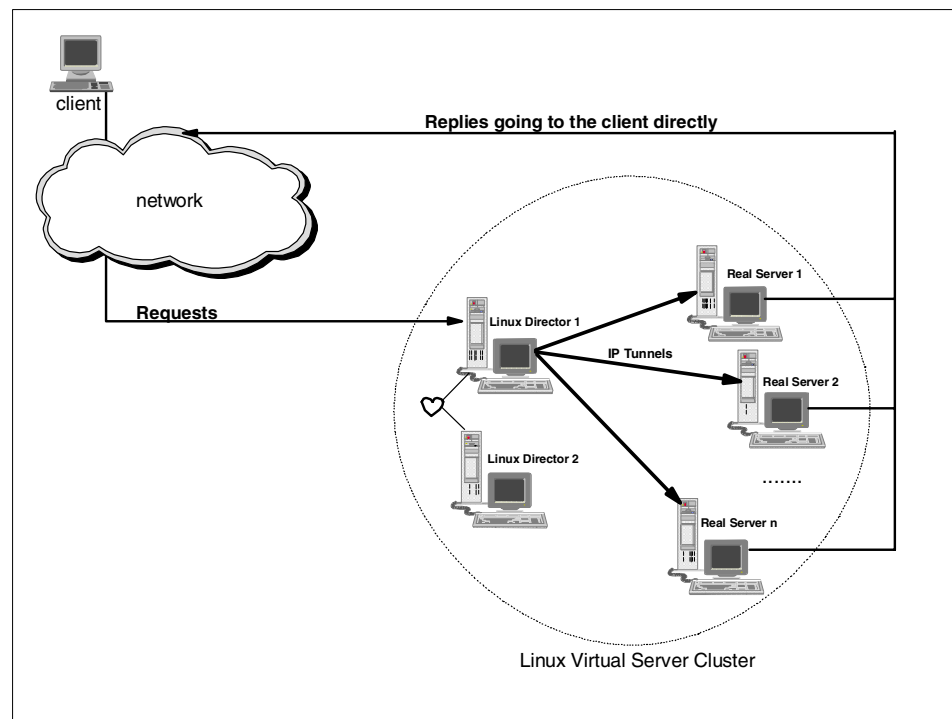 client
Replies going to the client directly
network
Real Server 1
Requests
Linux Director 1
IP Tunnels
Real Server 2
Linux Director 2
.......
Real Server n
Linux Virtual Server Cluster